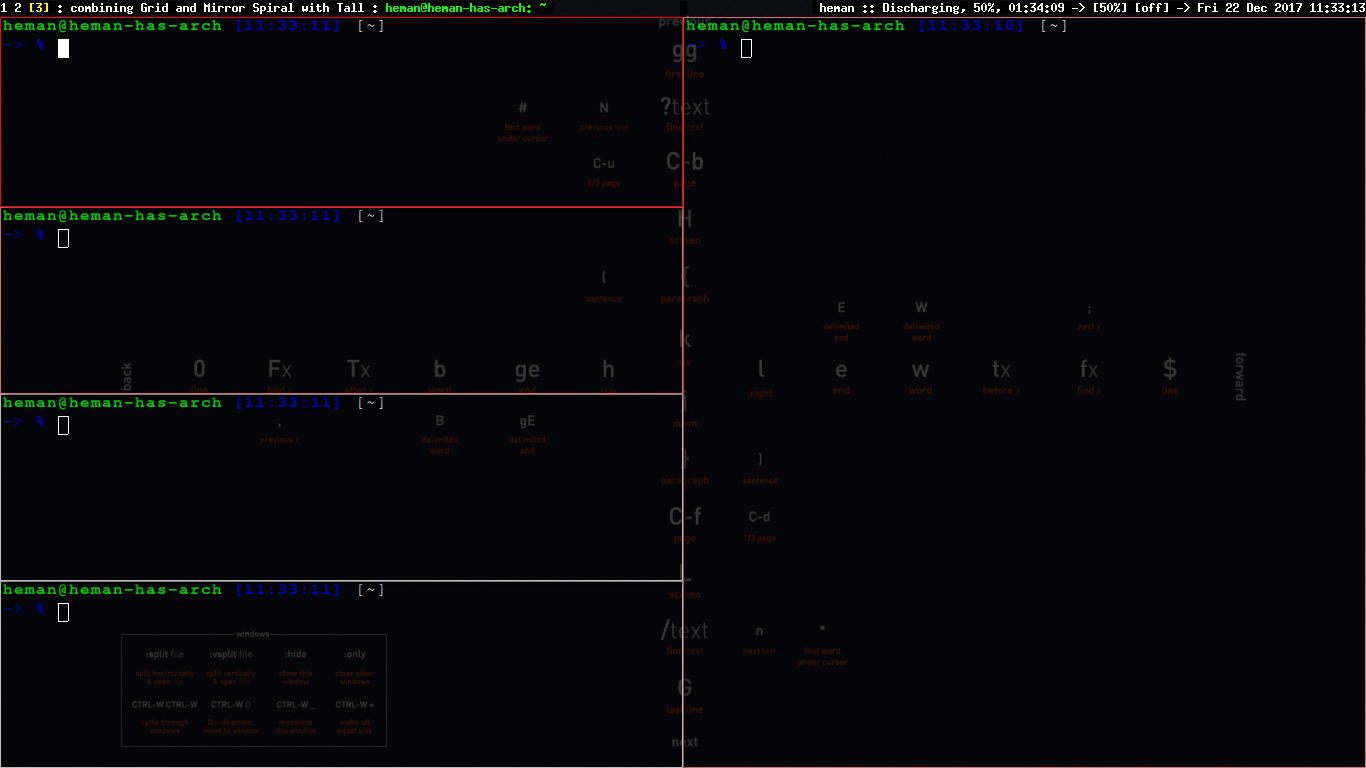 1 2 [3] : combining Grid and Mirror Spiral with Tall : heman@heman-has-arch: ~
heman :: Discharging, 50%, 01:34:09 -> [50%] [off] -> Fri 22 Dec 2017 11:33:13
heman@heman-has-arch [11:33:11] [~]
-> %
heman@heman-has-arch [11:33:10] [~]
-> %
previous
gg
first line
# N ?text
find word previous text find text
under cursor
C-u C-b
1/2 page page
heman@heman-has-arch [11:33:11] [~]
-> %
H
screen
( {
sentence paragraph
E W ;
delimited delimited next x
end word
k
up
back 0 Fx Tx b ge h l e w tx fx $ forward
line find x after x word end left right end word before x find x line
heman@heman-has-arch [11:33:11] [~]
-> %
j
down
, B gE
previous x delimited delimited
word end
} )
paragraph sentence
C-f C-d
page 1/2 page
L
screen
heman@heman-has-arch [11:33:11] [~]
-> %
/text n *
find text next text find word
under cursor
G
last line
next
windows
:split file :vsplit file :hide :only
split horizontally split vertically close this close other
& open file & open file window windows
CTRL-W CTRL-W CTRL-W D CTRL-W _ CTRL-W =
cycle through D = direction, maximize make all
windows move to window this window equal size